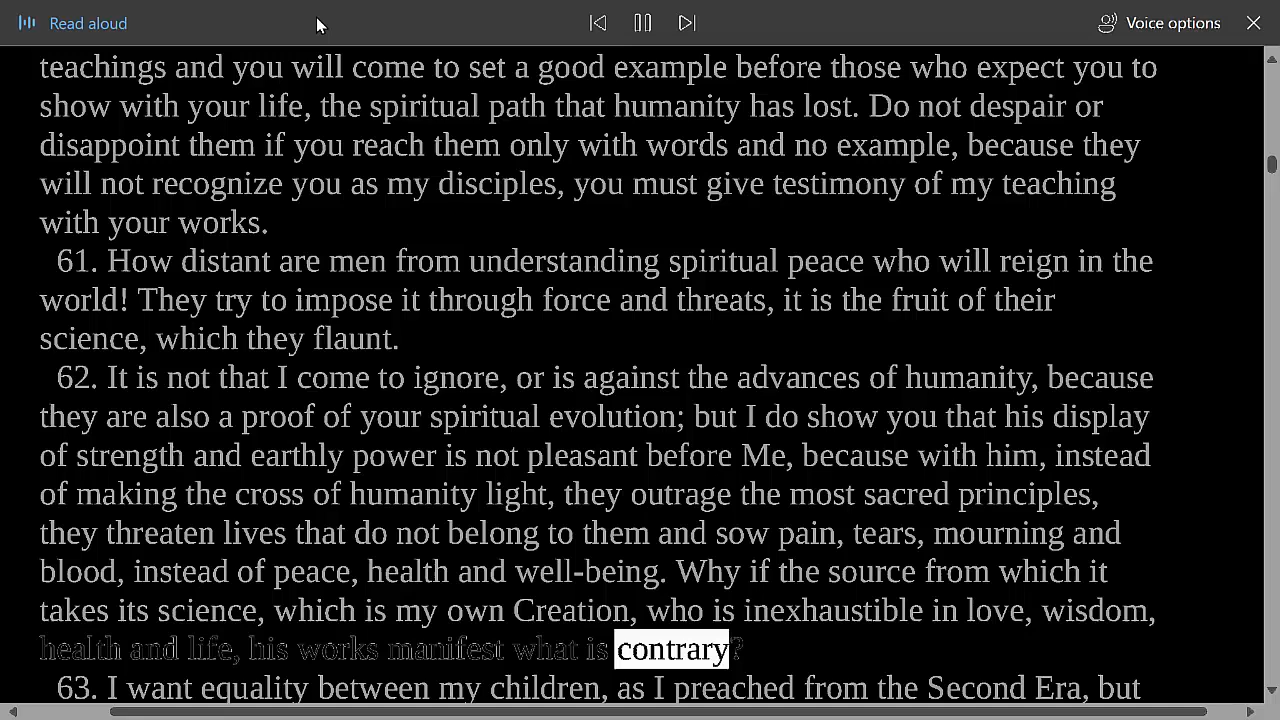 Read aloud
Voice options
teachings and you will come to set a good example before those who expect you to
show with your life, the spiritual path that humanity has lost. Do not despair or
disappoint them if you reach them only with words and no example, because they
will not recognize you as my disciples, you must give testimony of my teaching
with your works.
61. How distant are men from understanding spiritual peace who will reign in the
world! They try to impose it through force and threats, it is the fruit of their
science, which they flaunt.
62. It is not that I come to ignore, or is against the advances of humanity, because
they are also a proof of your spiritual evolution; but I do show you that his display
of strength and earthly power is not pleasant before Me, because with him, instead
of making the cross of humanity light, they outrage the most sacred principles,
they threaten lives that do not belong to them and sow pain, tears, mourning and
blood, instead of peace, health and well-being. Why if the source from which it
takes its science, which is my own Creation, who is inexhaustible in love, wisdom,
health and life, his works manifest what is contrary?
63. I want equality between my children, as I preached from the Second Era, but